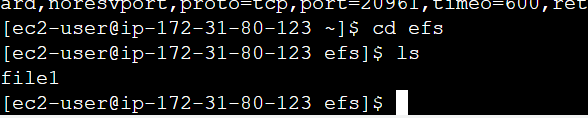 ard,noresvport,proto=tcp,port=20961,timeo=600,ret
[ec2-user@ip-172-31-80-123 ~]$ cd efs
[ec2-user@ip-172-31-80-123 efs]$ ls
file1
[ec2-user@ip-172-31-80-123 efs]$